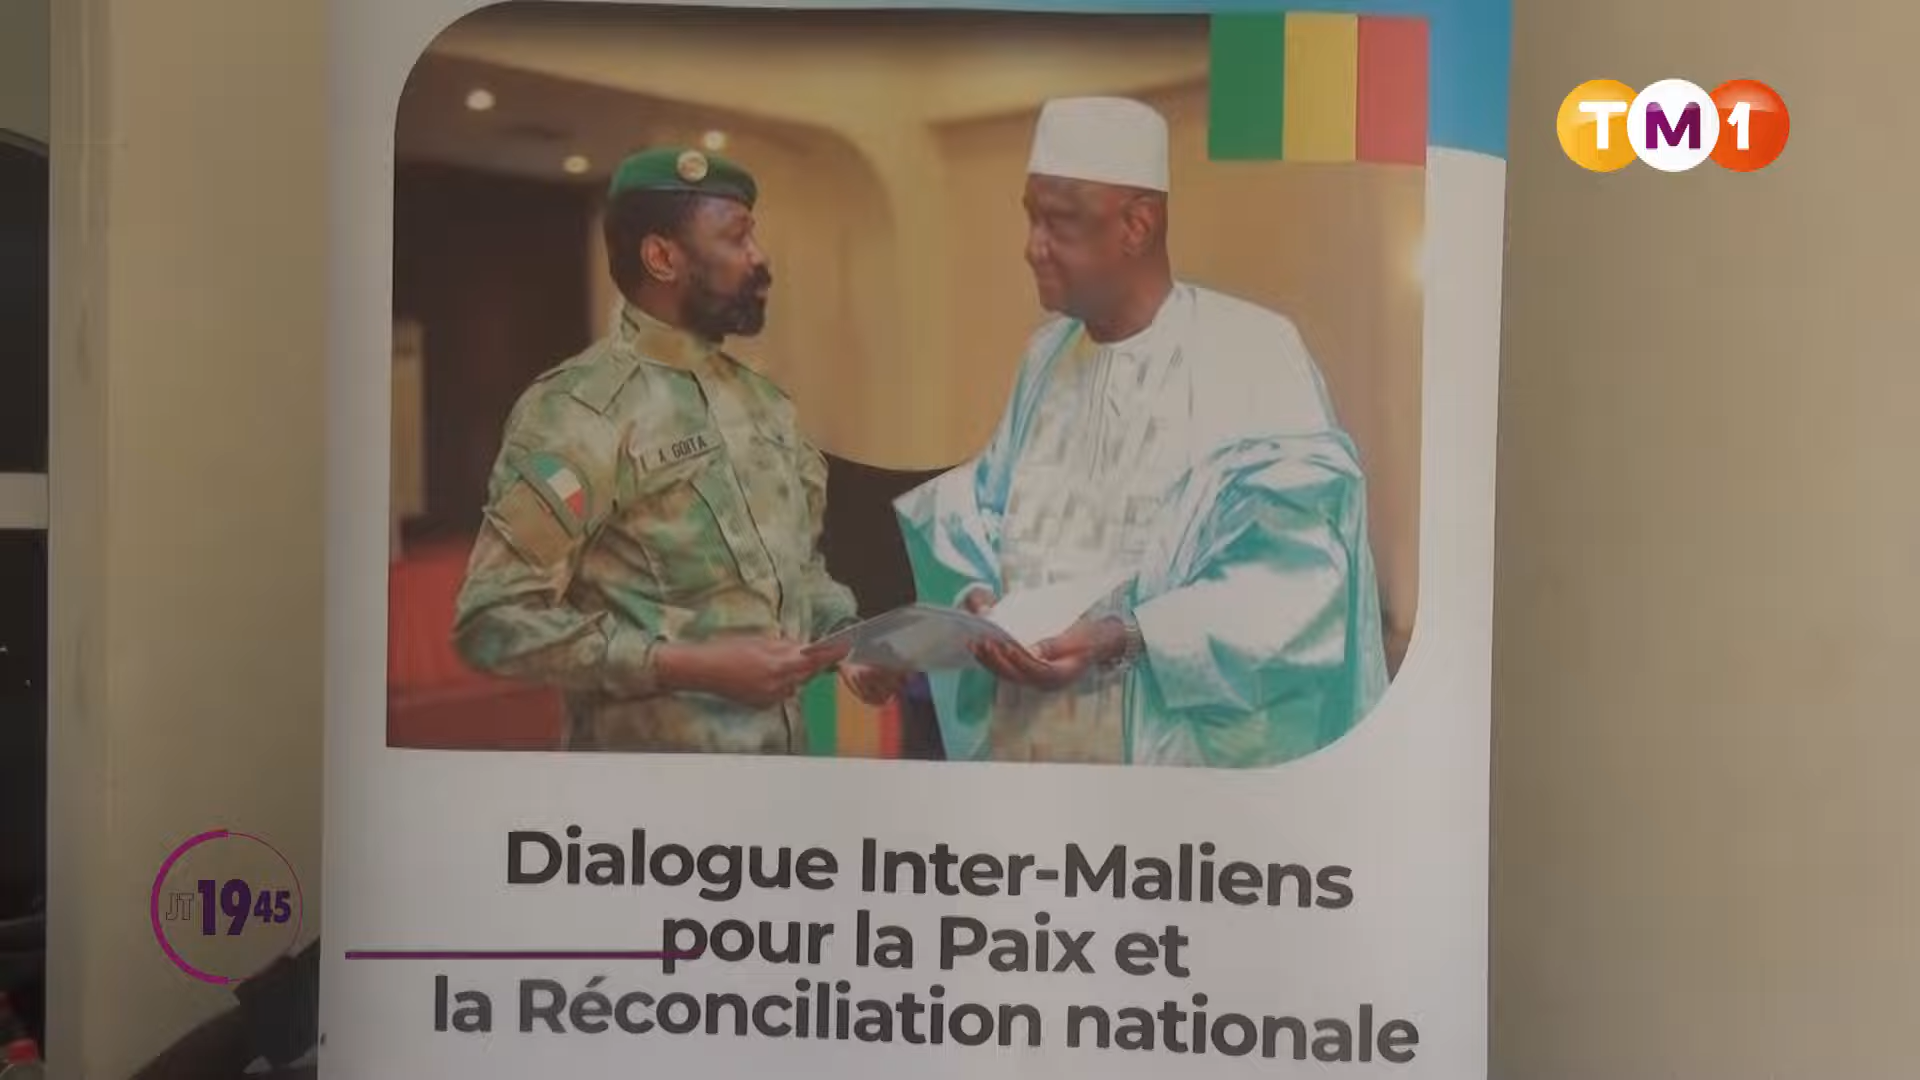 TM1
A GOITA
JT 19 45
Dialogue Inter-Maliens
pour la Paix et
la Réconciliation nationale